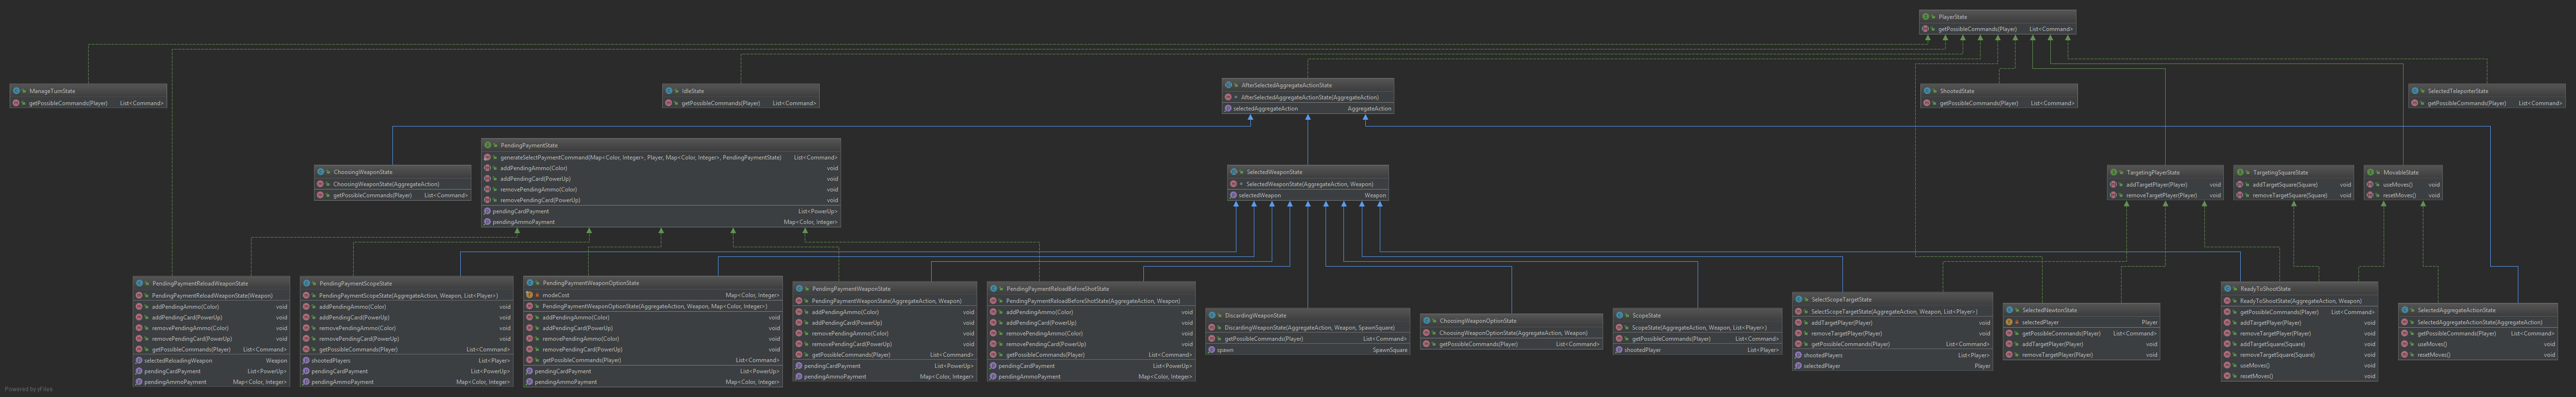 PlayerState
getPossibleCommands(Player) List<Command>
ManageTurnState
getPossibleCommands(Player) List<Command>
IdleState
getPossibleCommands(Player) List<Command>
AfterSelectedAggregateActionState
AfterSelectedAggregateActionState(AggregateAction)
selectedAggregateAction AggregateAction
ShootedState
getPossibleCommands(Player) List<Command>
SelectedTeleporterState
getPossibleCommands(Player) List<Command>
ChoosingWeaponState
ChoosingWeaponState(AggregateAction)
getPossibleCommands(Player) List<Command>
PendingPaymentState
generateSelectPaymentCommand(Map<Color, Integer>, Player, Map<Color, Integer>, PendingPaymentState) List<Command>
addPendingAmmo(Color) void
addPendingCard(PowerUp) void
removePendingAmmo(Color) void
removePendingCard(PowerUp) void
pendingCardPayment List<PowerUp>
pendingAmmoPayment Map<Color, Integer>
SelectedWeaponState
SelectedWeaponState(AggregateAction, Weapon)
selectedWeapon Weapon
TargetingPlayerState
addTargetPlayer(Player) void
removeTargetPlayer(Player) void
TargetingSquareState
addTargetSquare(Square) void
removeTargetSquare(Square) void
MovableState
useMoves() void
resetMoves() void
PendingPaymentReloadWeaponState
PendingPaymentReloadWeaponState(Weapon)
addPendingAmmo(Color) void
addPendingCard(PowerUp) void
removePendingAmmo(Color) void
removePendingCard(PowerUp) void
getPossibleCommands(Player) List<Command>
selectedReloadingWeapon Weapon
pendingCardPayment List<PowerUp>
pendingAmmoPayment Map<Color, Integer>
PendingPaymentScopeState
PendingPaymentScopeState(AggregateAction, Weapon, List<Player>)
addPendingAmmo(Color) void
addPendingCard(PowerUp) void
removePendingAmmo(Color) void
removePendingCard(PowerUp) void
getPossibleCommands(Player) List<Command>
shootedPlayers List<Player>
pendingCardPayment List<PowerUp>
pendingAmmoPayment Map<Color, Integer>
PendingPaymentWeaponOptionState
modeCost Map<Color, Integer>
PendingPaymentWeaponOptionState(AggregateAction, Weapon, Map<Color, Integer>)
addPendingAmmo(Color) void
addPendingCard(PowerUp) void
removePendingAmmo(Color) void
removePendingCard(PowerUp) void
getPossibleCommands(Player) List<Command>
pendingCardPayment List<PowerUp>
pendingAmmoPayment Map<Color, Integer>
PendingPaymentWeaponState
PendingPaymentWeaponState(AggregateAction, Weapon)
addPendingAmmo(Color) void
addPendingCard(PowerUp) void
removePendingAmmo(Color) void
removePendingCard(PowerUp) void
getPossibleCommands(Player) List<Command>
pendingCardPayment List<PowerUp>
pendingAmmoPayment Map<Color, Integer>
PendingPaymentReloadBeforeShotState
PendingPaymentReloadBeforeShotState(AggregateAction, Weapon)
addPendingAmmo(Color) void
addPendingCard(PowerUp) void
removePendingAmmo(Color) void
removePendingCard(PowerUp) void
getPossibleCommands(Player) List<Command>
pendingCardPayment List<PowerUp>
pendingAmmoPayment Map<Color, Integer>
DiscardingWeaponState
DiscardingWeaponState(AggregateAction, Weapon, SpawnSquare)
getPossibleCommands(Player) List<Command>
spawn SpawnSquare
ChoosingWeaponOptionState
ChoosingWeaponOptionState(AggregateAction, Weapon)
getPossibleCommands(Player) List<Command>
ScopeState
ScopeState(AggregateAction, Weapon, List<Player>)
getPossibleCommands(Player) List<Command>
shootedPlayer List<Player>
SelectScopeTargetState
SelectScopeTargetState(AggregateAction, Weapon, List<Player>)
addTargetPlayer(Player) void
removeTargetPlayer(Player) void
getPossibleCommands(Player) List<Command>
shootedPlayers List<Player>
selectedPlayer Player
SelectedNewtonState
selectedPlayer Player
getPossibleCommands(Player) List<Command>
addTargetPlayer(Player) void
removeTargetPlayer(Player) void
ReadyToShootState
ReadyToShootState(AggregateAction, Weapon)
getPossibleCommands(Player) List<Command>
addTargetPlayer(Player) void
removeTargetPlayer(Player) void
addTargetSquare(Square) void
removeTargetSquare(Square) void
useMoves() void
resetMoves() void
SelectedAggregateActionState
SelectedAggregateActionState(AggregateAction)
getPossibleCommands(Player) List<Command>
useMoves() void
resetMoves() void
Powered by yFiles